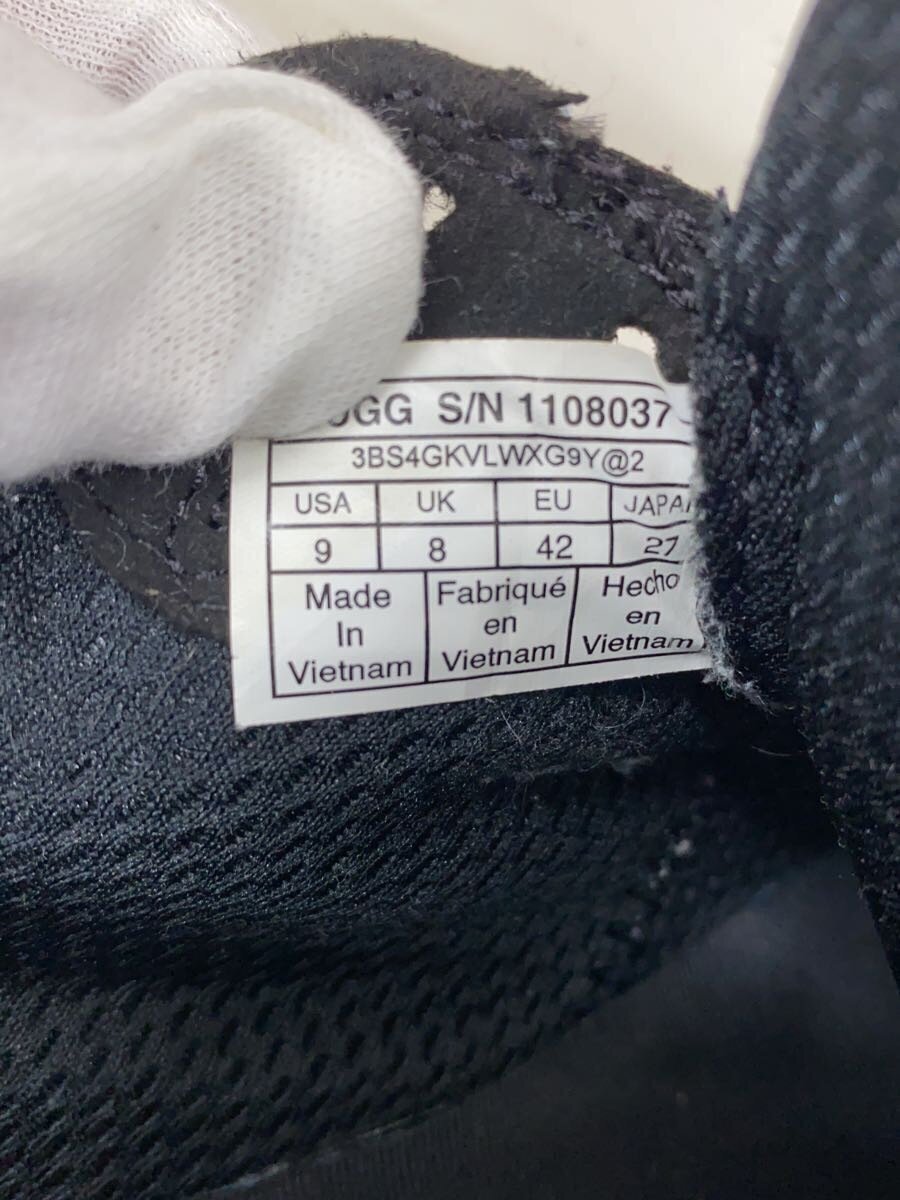 UGG S/N 1108037
3BS4GKVLWXG9Y@2
USA UK EU JAPAN
9 8 42 27
Made In Vietnam
Fabriqué en Vietnam
Hecho en Vietnam